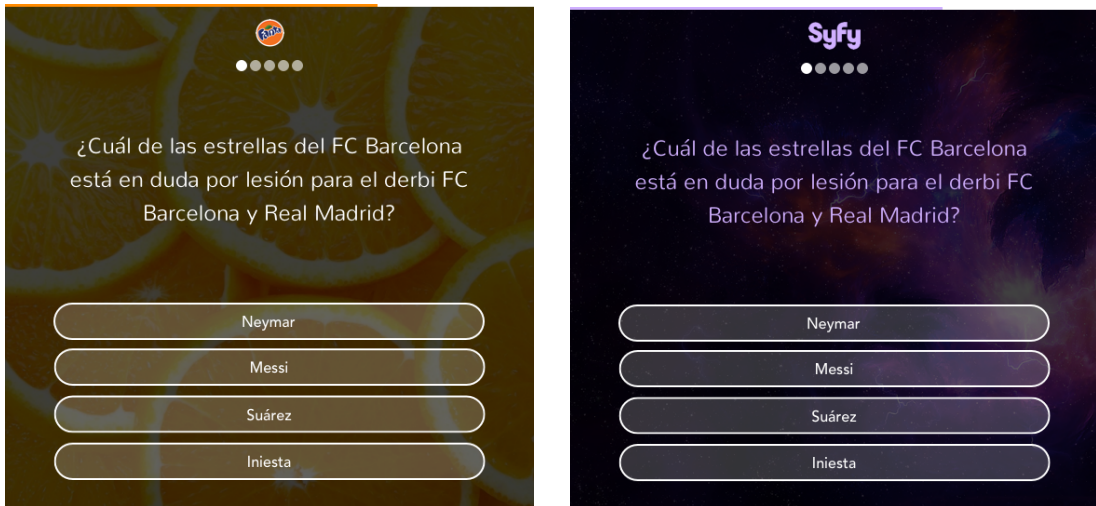 Fanta
¿Cuál de las estrellas del FC Barcelona
está en duda por lesión para el derbi FC
Barcelona y Real Madrid?
Neymar
Messi
Suárez
Iniesta
Syfy
¿Cuál de las estrellas del FC Barcelona
está en duda por lesión para el derbi FC
Barcelona y Real Madrid?
Neymar
Messi
Suárez
Iniesta